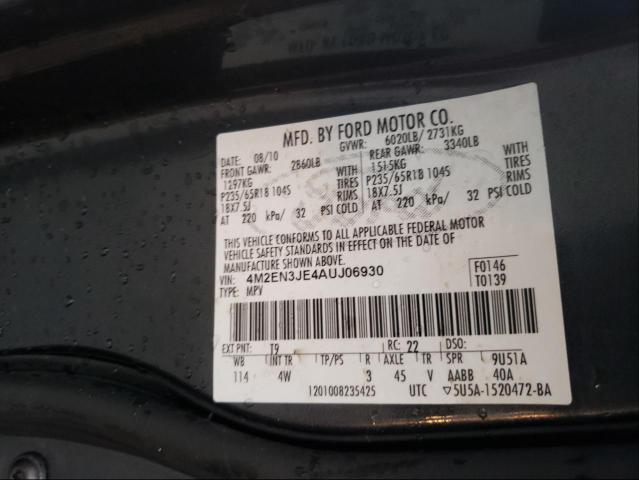 MFD. BY FORD MOTOR CO.
DATE: 08/10 GVWR: 6020LB/ 2731KG
FRONT GAWR: 2860LB REAR GAWR: 3340LB
1297KG WITH 1515KG WITH
P235/65R18 104S TIRES P235/65R18 104S TIRES
18X7.5J RIMS 18X7.5J RIMS
AT 220 kPa/ 32 PSI COLD AT 220 kPa/ 32 PSI COLD
THIS VEHICLE CONFORMS TO ALL APPLICABLE FEDERAL MOTOR
VEHICLE SAFETY STANDARDS IN EFFECT ON THE DATE OF
MANUFACTURE SHOWN ABOVE.
VIN: 4M2EN3JE4AUJ06930 F0146
TYPE: MPV T0139
EXT PNT: T9 RC: 22 DSO:
WB INT TR TP/PS R AXLE TR SPR 9U51A
114 4W 3 45 V AABB 40A
1201008235425 UTC ▽5U5A-1520472-BA